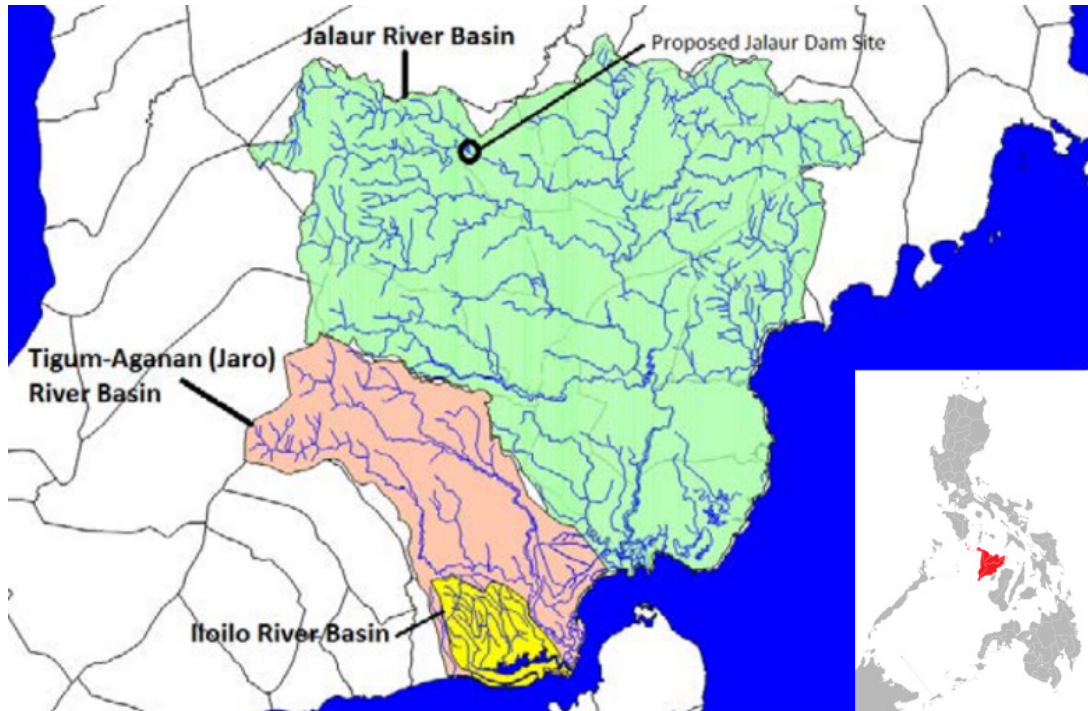 Jalaur River Basin
Proposed Jalaur Dam Site
Tigum-Aganan (Jaro)
River Basin
Iloilo River Basin